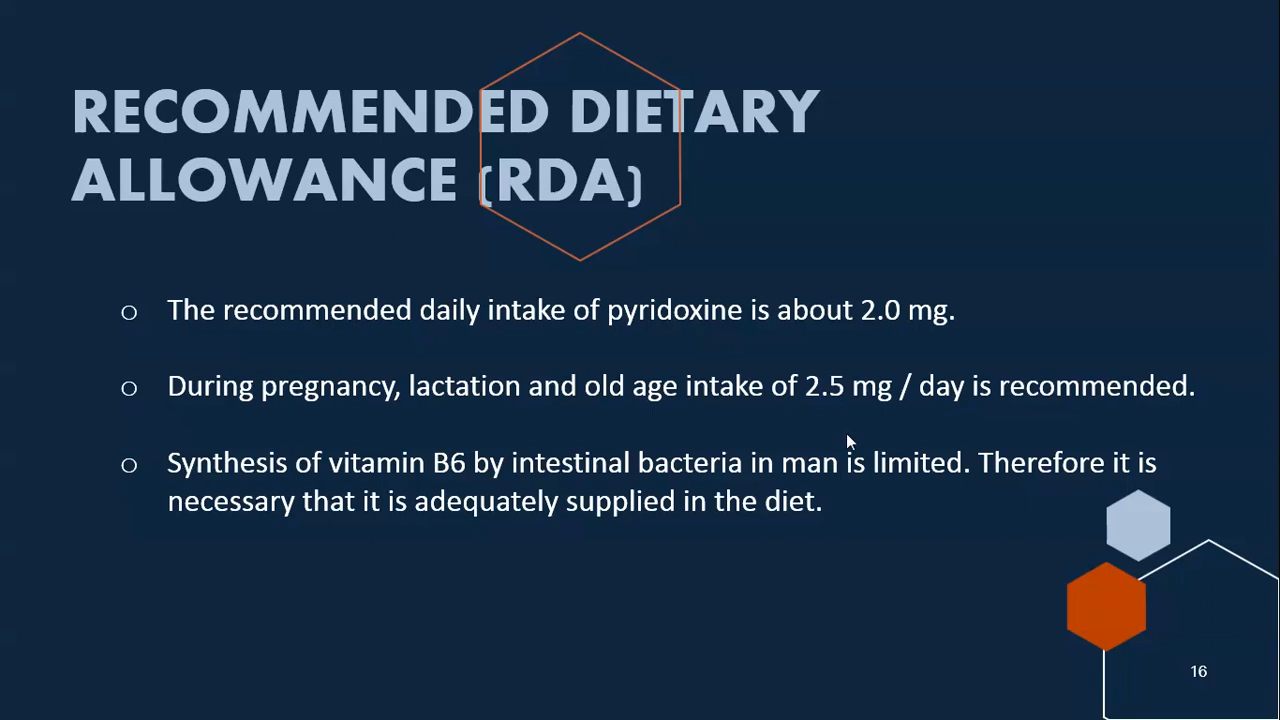 RECOMMENDED DIETARY
ALLOWANCE (RDA)
o The recommended daily intake of pyridoxine is about 2.0 mg.
o During pregnancy, lactation and old age intake of 2.5 mg / day is recommended.
o Synthesis of vitamin B6 by intestinal bacteria in man is limited. Therefore it is
necessary that it is adequately supplied in the diet.
16